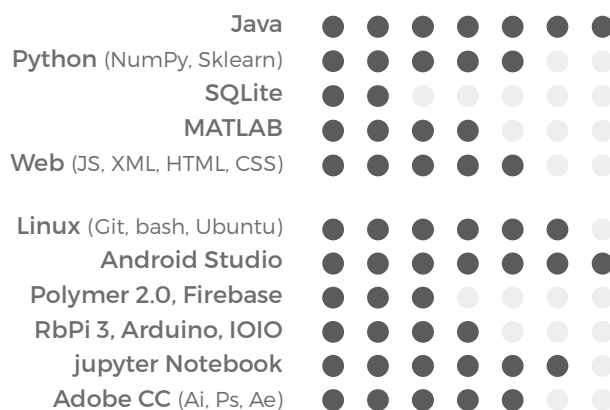 Java
Python (NumPy, Sklearn)
SQLite
MATLAB
Web (JS, XML, HTML, CSS)
Linux (Git, bash, Ubuntu)
Android Studio
Polymer 2.0, Firebase
RbPi 3, Arduino, IOIO
jupyter Notebook
Adobe CC (Ai, Ps, Ae)